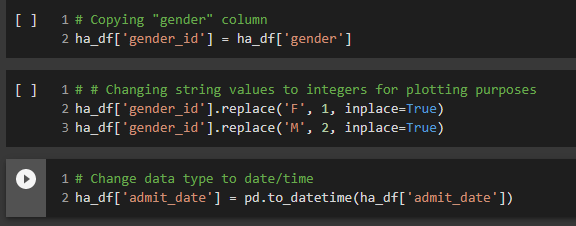 [ ] 1 # Copying "gender" column
2 ha_df['gender_id'] = ha_df['gender']
[ ] 1 # # Changing string values to integers for plotting purposes
2 ha_df['gender_id'].replace('F', 1, inplace=True)
3 ha_df['gender_id'].replace('M', 2, inplace=True)
1 # Change data type to date/time
2 ha_df['admit_date'] = pd.to_datetime(ha_df['admit_date'])